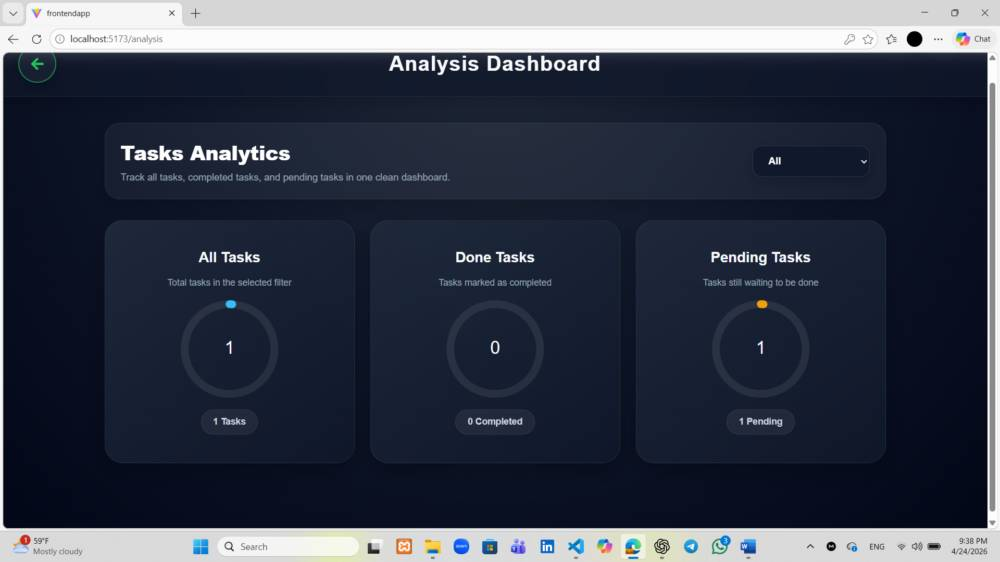 frontendapp
localhost:5173/analysis
Chat
Analysis Dashboard
Tasks Analytics
Track all tasks, completed tasks, and pending tasks in one clean dashboard.
All
All Tasks
Total tasks in the selected filter
1
1 Tasks
Done Tasks
Tasks marked as completed
0
0 Completed
Pending Tasks
Tasks still waiting to be done
1
1 Pending
1
59°F
Mostly cloudy
Search
3
ENG
9:38 PM
4/24/2026